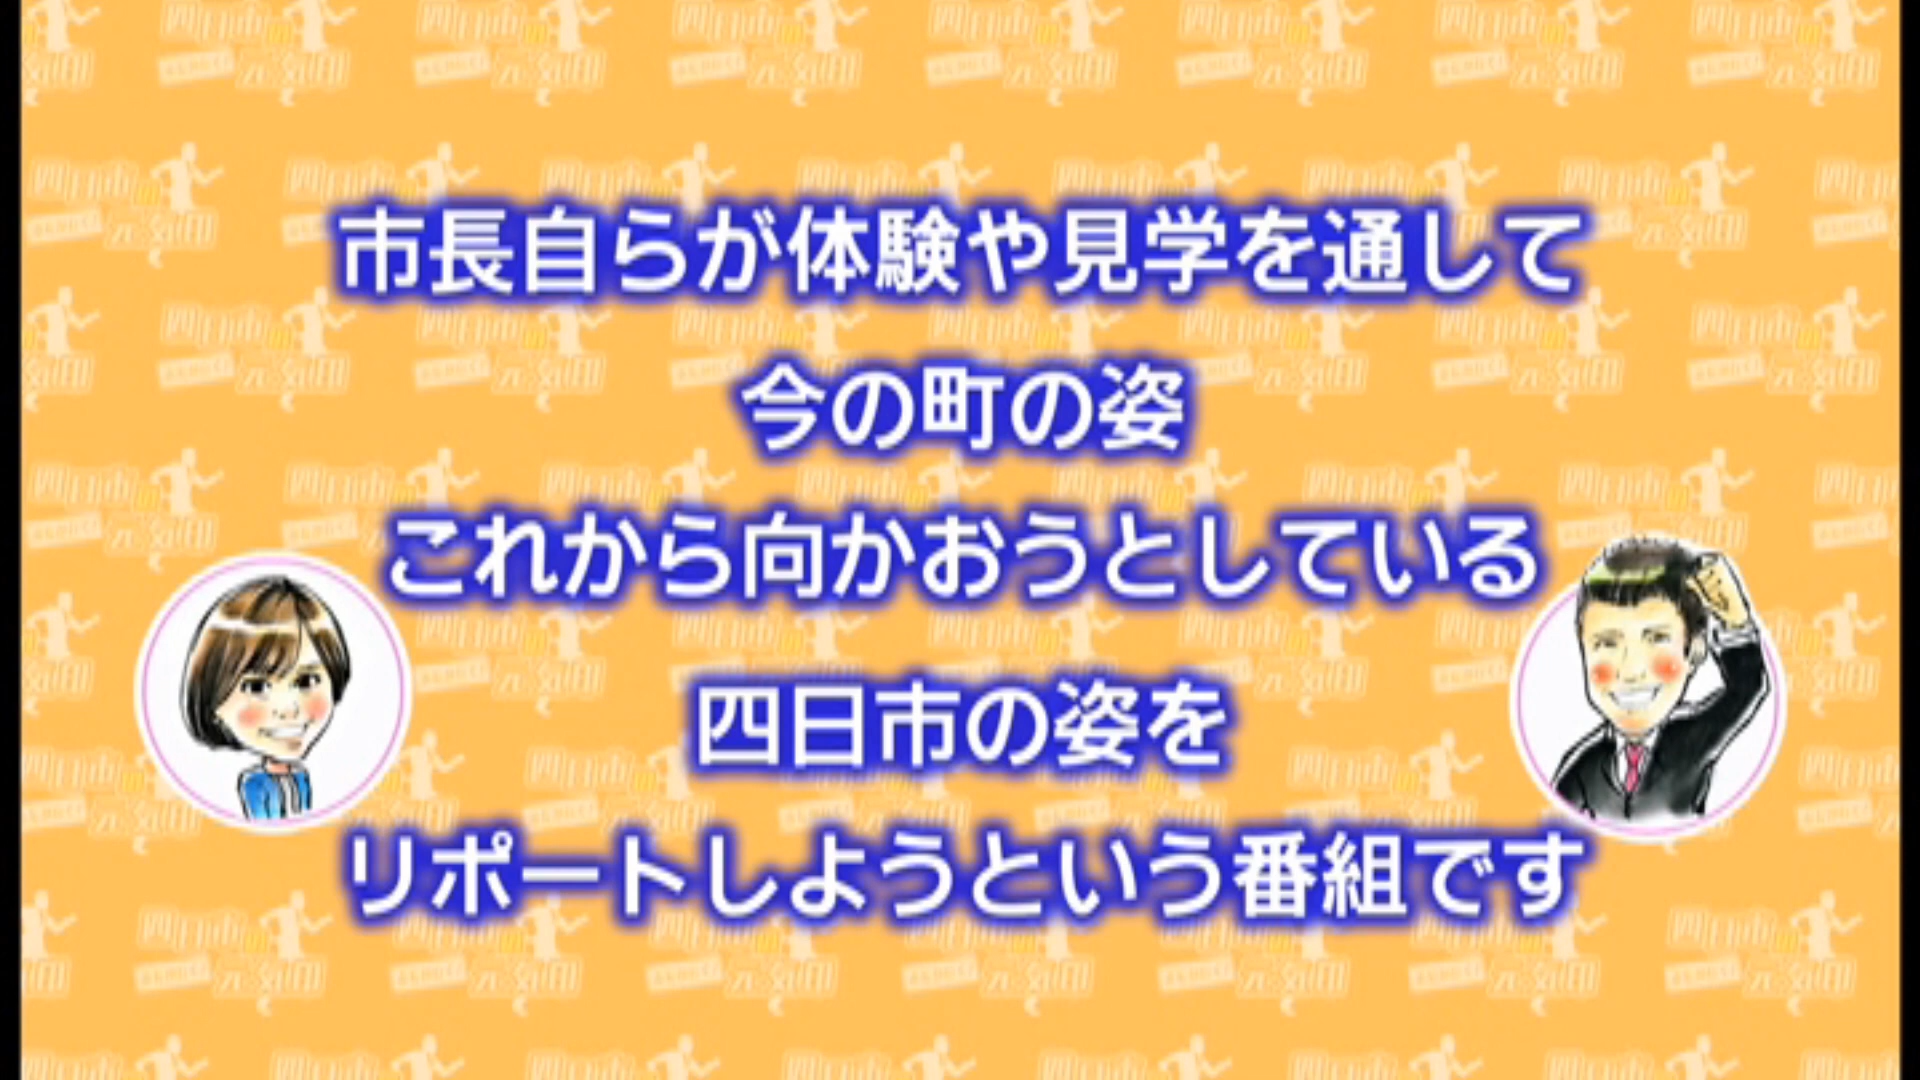 市長自らが体験や見学を通して
今の町の姿
これから向かおうとしている
四日市の姿を
リポートしようという番組です